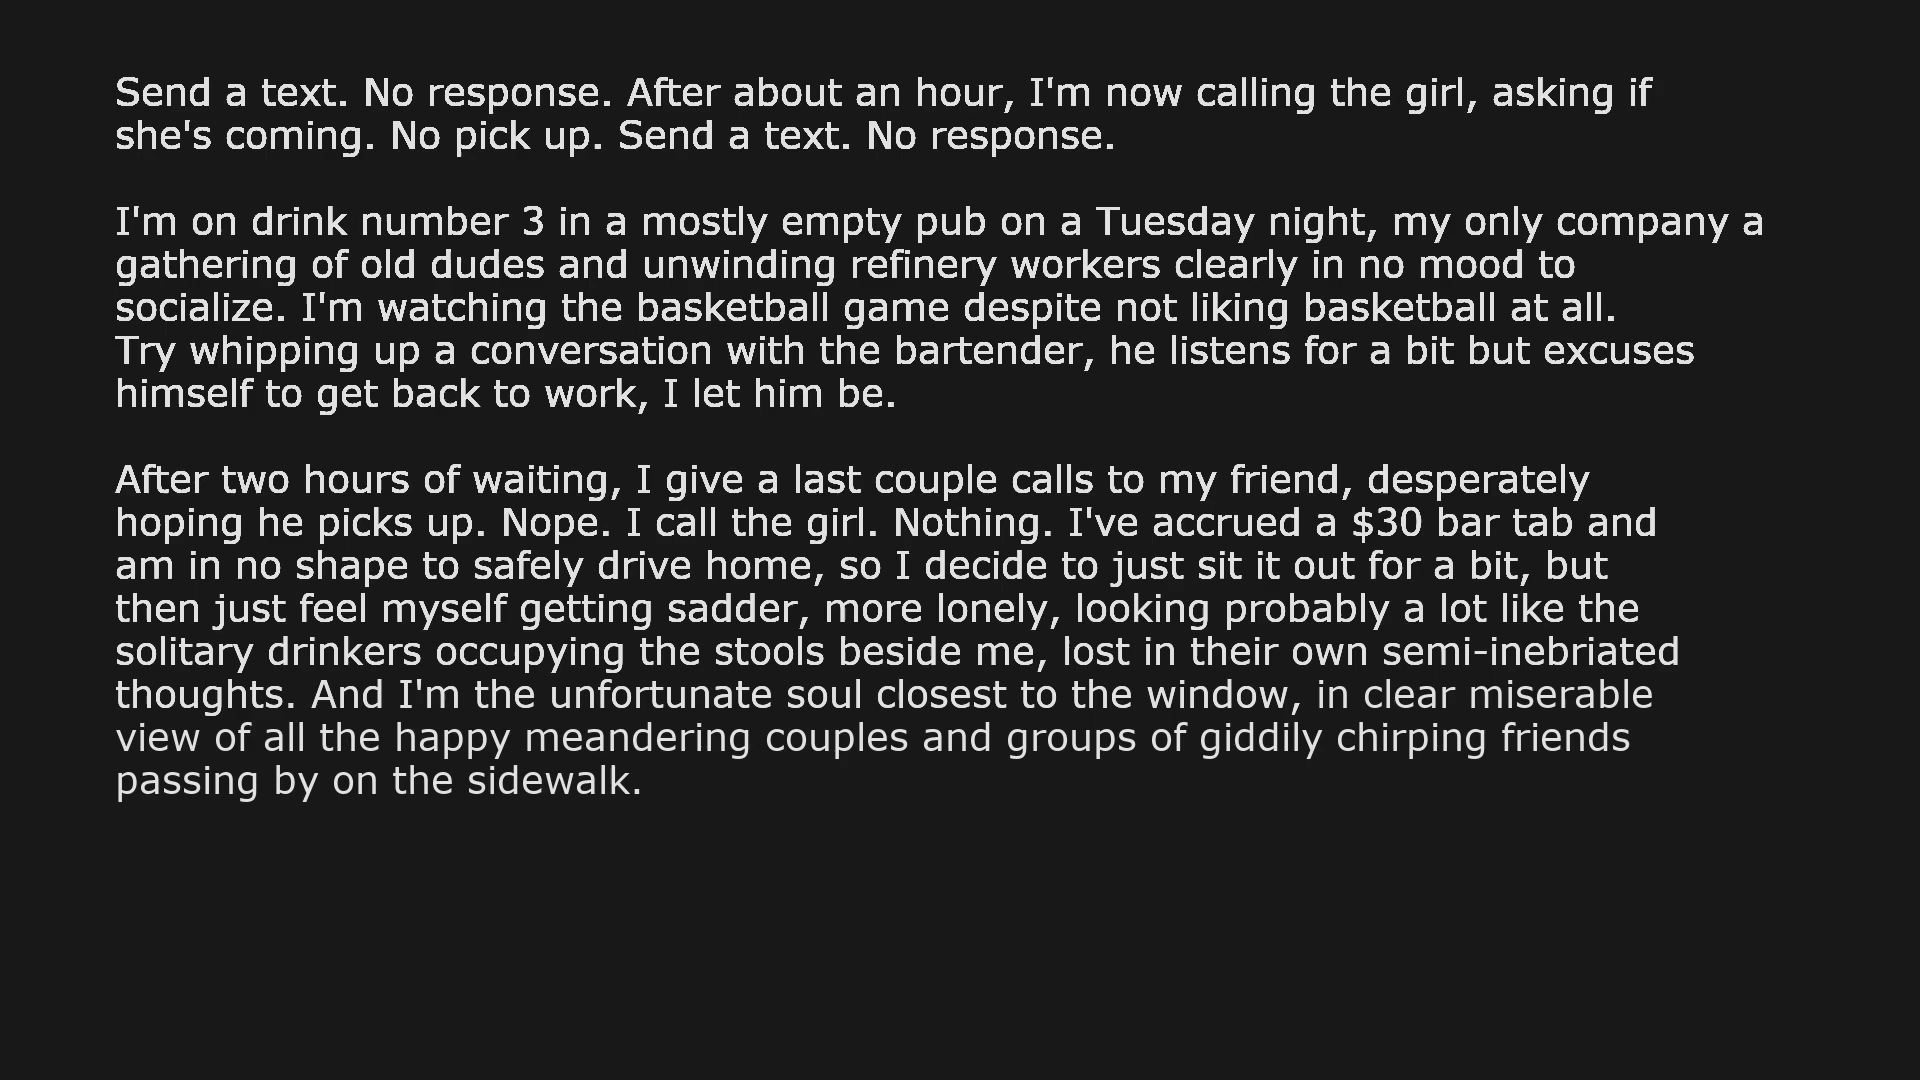 Send a text. No response. After about an hour, I'm now calling the girl, asking if
she's coming. No pick up. Send a text. No response.
I'm on drink number 3 in a mostly empty pub on a Tuesday night, my only company a
gathering of old dudes and unwinding refinery workers clearly in no mood to
socialize. I'm watching the basketball game despite not liking basketball at all.
Try whipping up a conversation with the bartender, he listens for a bit but excuses
himself to get back to work, I let him be.
After two hours of waiting, I give a last couple calls to my friend, desperately
hoping he picks up. Nope. I call the girl. Nothing. I've accrued a $30 bar tab and
am in no shape to safely drive home, so I decide to just sit it out for a bit, but
then just feel myself getting sadder, more lonely, looking probably a lot like the
solitary drinkers occupying the stools beside me, lost in their own semi-inebriated
thoughts. And I'm the unfortunate soul closest to the window, in clear miserable
view of all the happy meandering couples and groups of giddily chirping friends
passing by on the sidewalk.